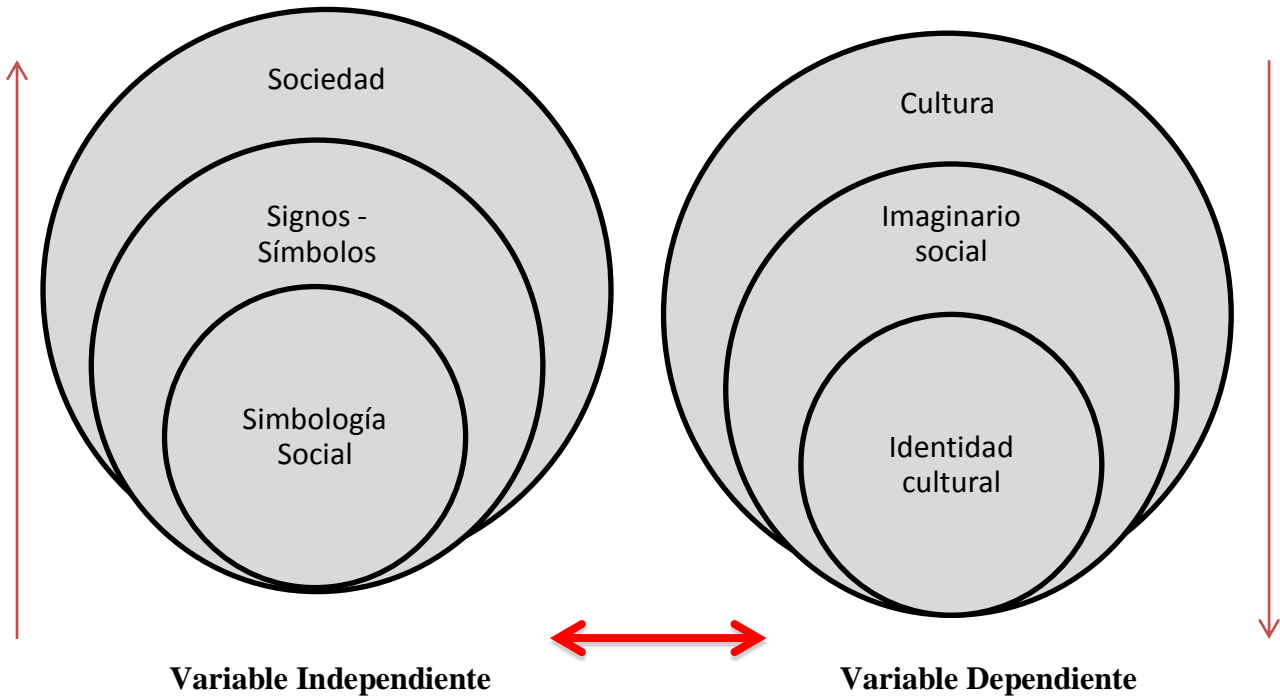 Sociedad
Signos -
Símbolos
Simbología
Social
Cultura
Imaginario
social
Identidad
cultural
Variable Independiente
Variable Dependiente